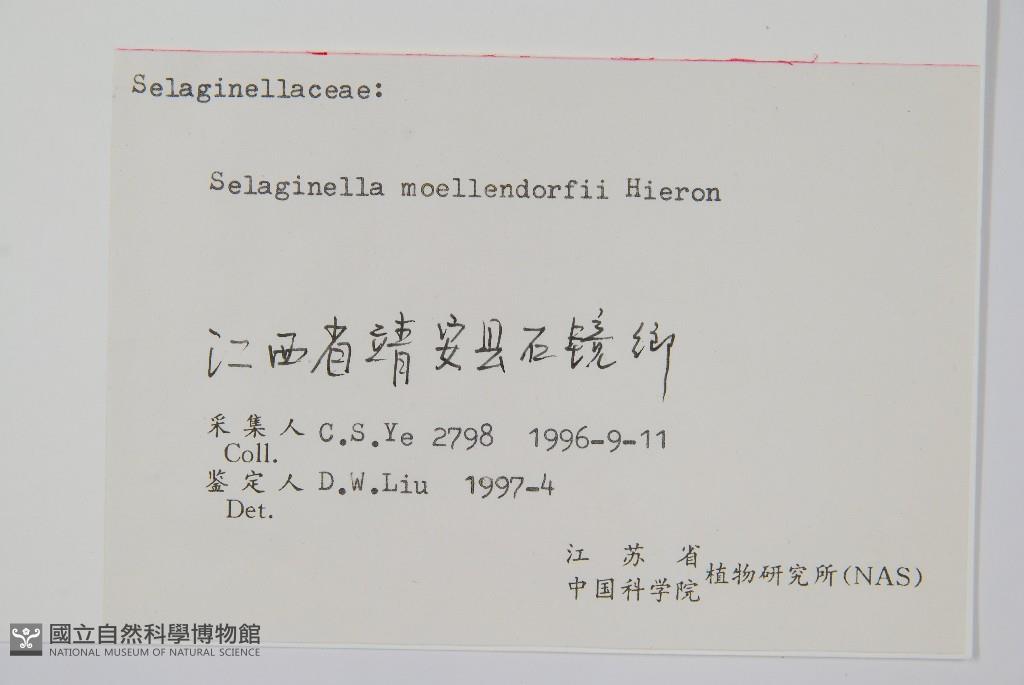 Selaginellaceae:
Selaginella moellendorfii Hieron
江西省靖安县石镜鄉
采集人 C.S.Ye 2798 1996-9-11
Coll.
鉴定人 D.W.Liu 1997-4
Det.
江苏省
中国科学院 植物研究所(NAS)
國立自然科學博物館
NATIONAL MUSEUM OF NATURAL SCIENCE